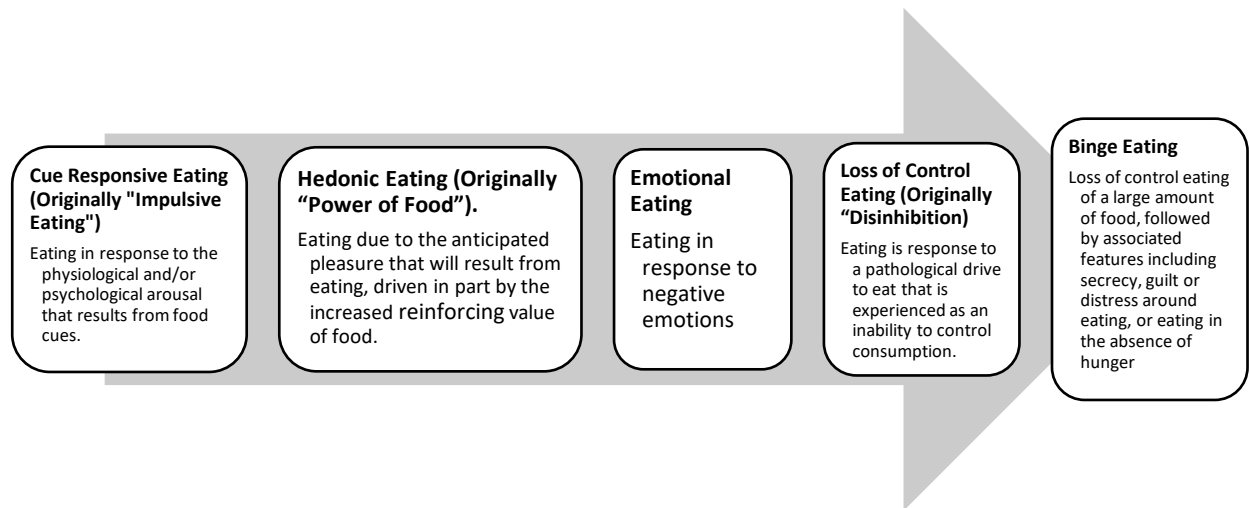 Cue Responsive Eating
(Originally "Impulsive
Eating")
Eating in response to the
physiological and/or
psychological arousal
that results from food
cues.
Hedonic Eating (Originally
“Power of Food”).
Eating due to the anticipated
pleasure that will result from
eating, driven in part by the
increased reinforcing value
of food.
Emotional
Eating
Eating in
response to
negative
emotions
Loss of Control
Eating (Originally
“Disinhibition)
Eating is response to
a pathological drive
to eat that is
experienced as an
inability to control
consumption.
Binge Eating
Loss of control eating
of a large amount
of food, followed
by associated
features including
secrecy, guilt or
distress around
eating, or eating in
the absence of
hunger